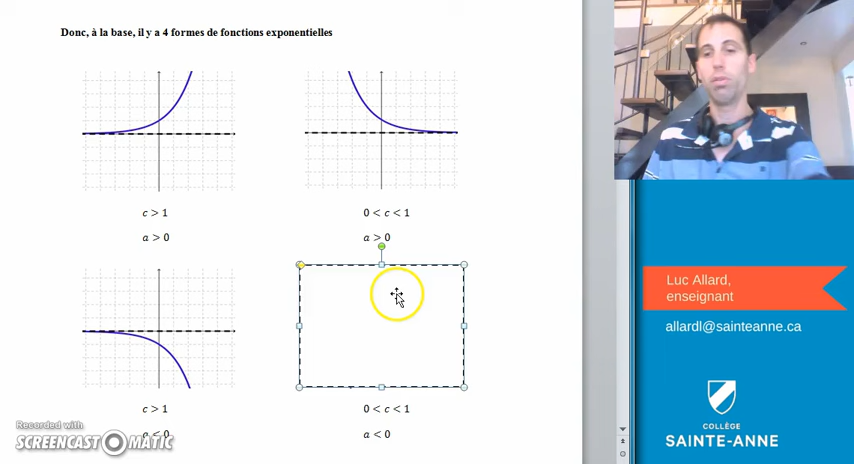 Donc, à la base, il y a 4 formes de fonctions exponentielles
c > 1
0 < c < 1
a > 0
a > 0
c > 1
0 < c < 1
a < 0
a < 0
Recorded with
SCREENCAST MATIC
Luc Allard,
enseignant
allardl@sainteanne.ca
COLLÈGE
SAINTE-ANNE